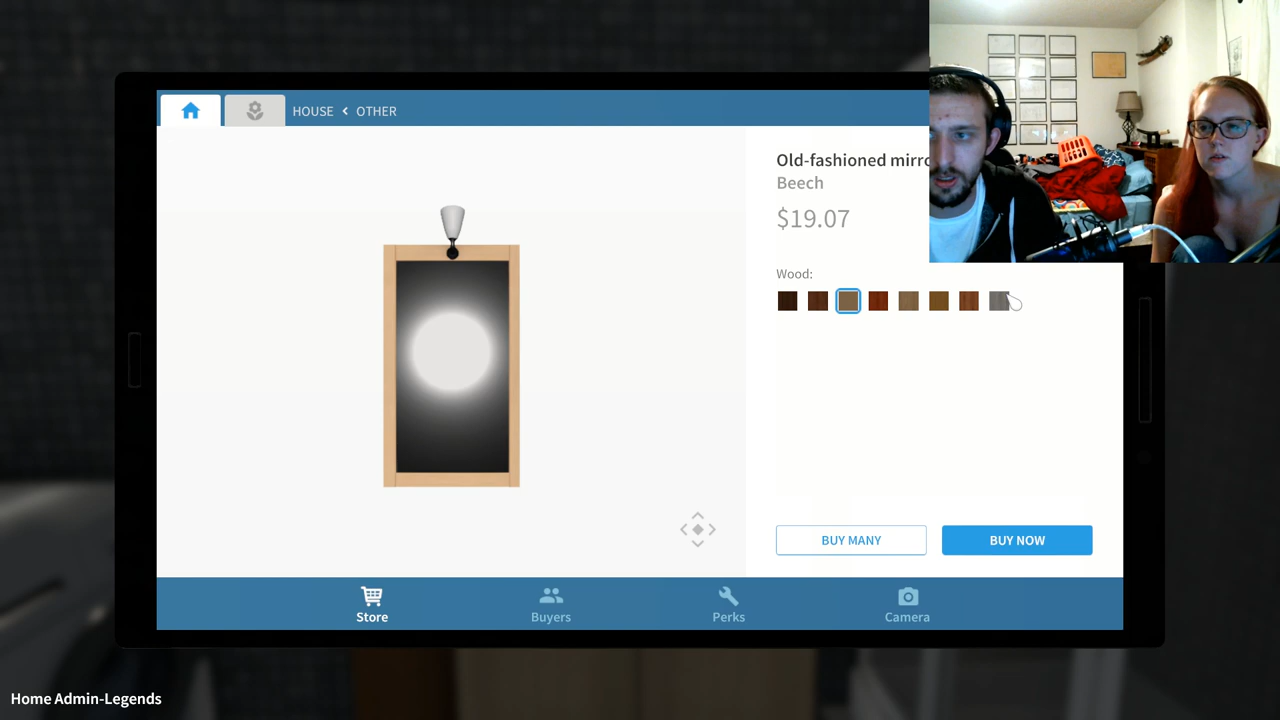 HOUSE < OTHER
Old-fashioned
Beech
$19.07
Wood:
BUY MANY
BUY NOW
Store
Buyers
Perks
Camera
Home Admin-Legends